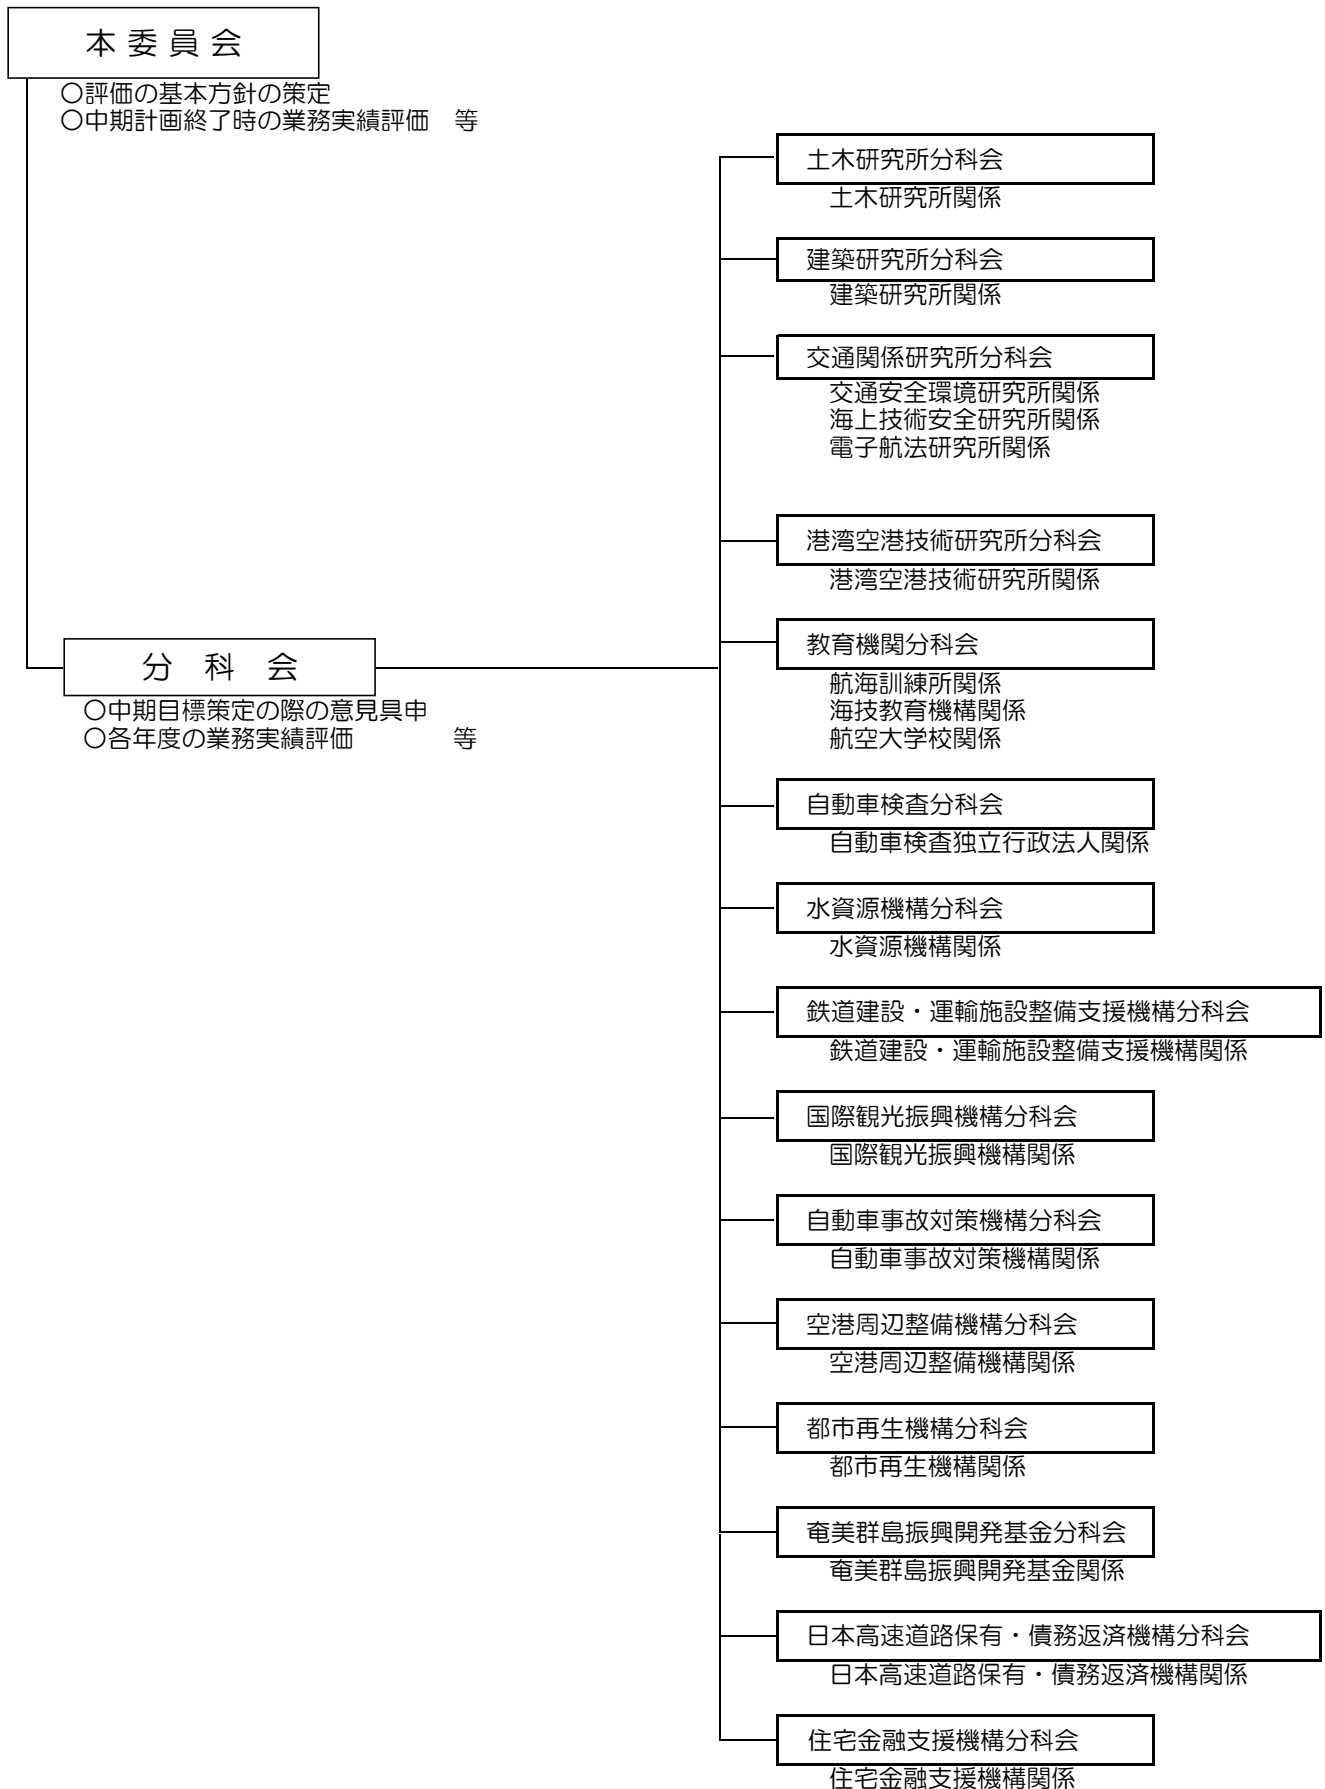 本委員会
○評価の基本方針の策定
○中期計画終了時の業務実績評価　等
土木研究所分科会
土木研究所関係
建築研究所分科会
建築研究所関係
交通関係研究所分科会
交通安全環境研究所関係
海上技術安全研究所関係
電子航法研究所関係
港湾空港技術研究所分科会
港湾空港技術研究所関係
分　科　会
○中期目標策定の際の意見具申
○各年度の業務実績評価　　　　等
教育機関分科会
航海訓練所関係
海技教育機構関係
航空大学校関係
自動車検査分科会
自動車検査独立行政法人関係
水資源機構分科会
水資源機構関係
鉄道建設・運輸施設整備支援機構分科会
鉄道建設・運輸施設整備支援機構関係
国際観光振興機構分科会
国際観光振興機構関係
自動車事故対策機構分科会
自動車事故対策機構関係
空港周辺整備機構分科会
空港周辺整備機構関係
都市再生機構分科会
都市再生機構関係
奄美群島振興開発基金分科会
奄美群島振興開発基金関係
日本高速道路保有・債務返済機構分科会
日本高速道路保有・債務返済機構関係
住宅金融支援機構分科会
住宅金融支援機構関係